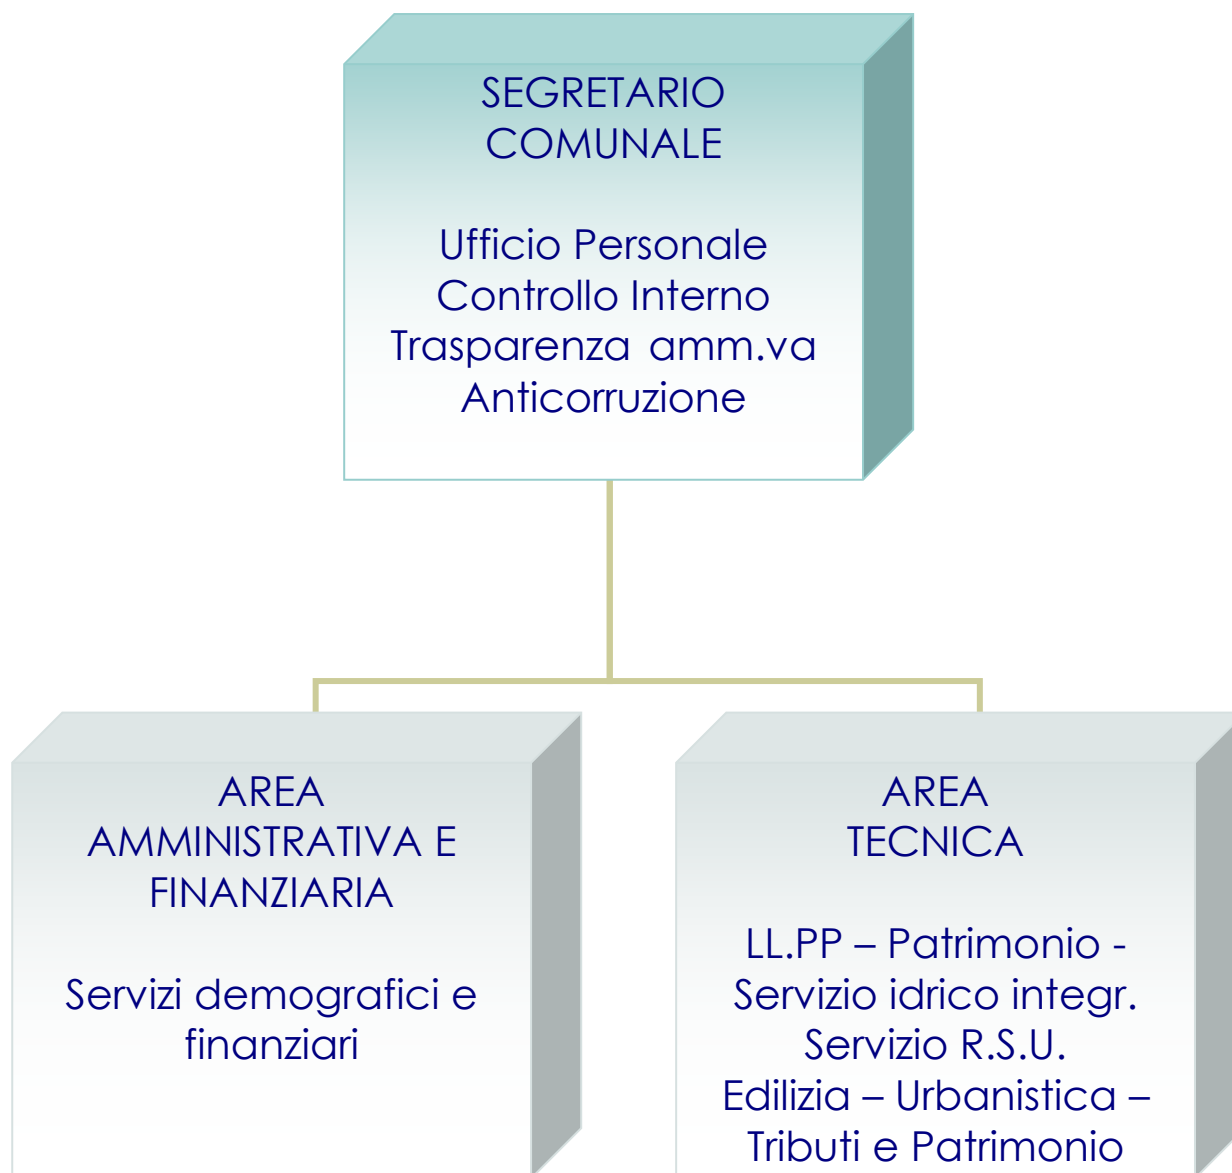 SEGRETARIO
COMUNALE
Ufficio Personale
Controllo Interno
Trasparenza amm.va
Anticorruzione
AREA
AMMINISTRATIVA E
FINANZIARIA
Servizi demografici e
finanziari
AREA
TECNICA
LL.PP – Patrimonio -
Servizio idrico integr.
Servizio R.S.U.
Edilizia – Urbanistica –
Tributi e Patrimonio